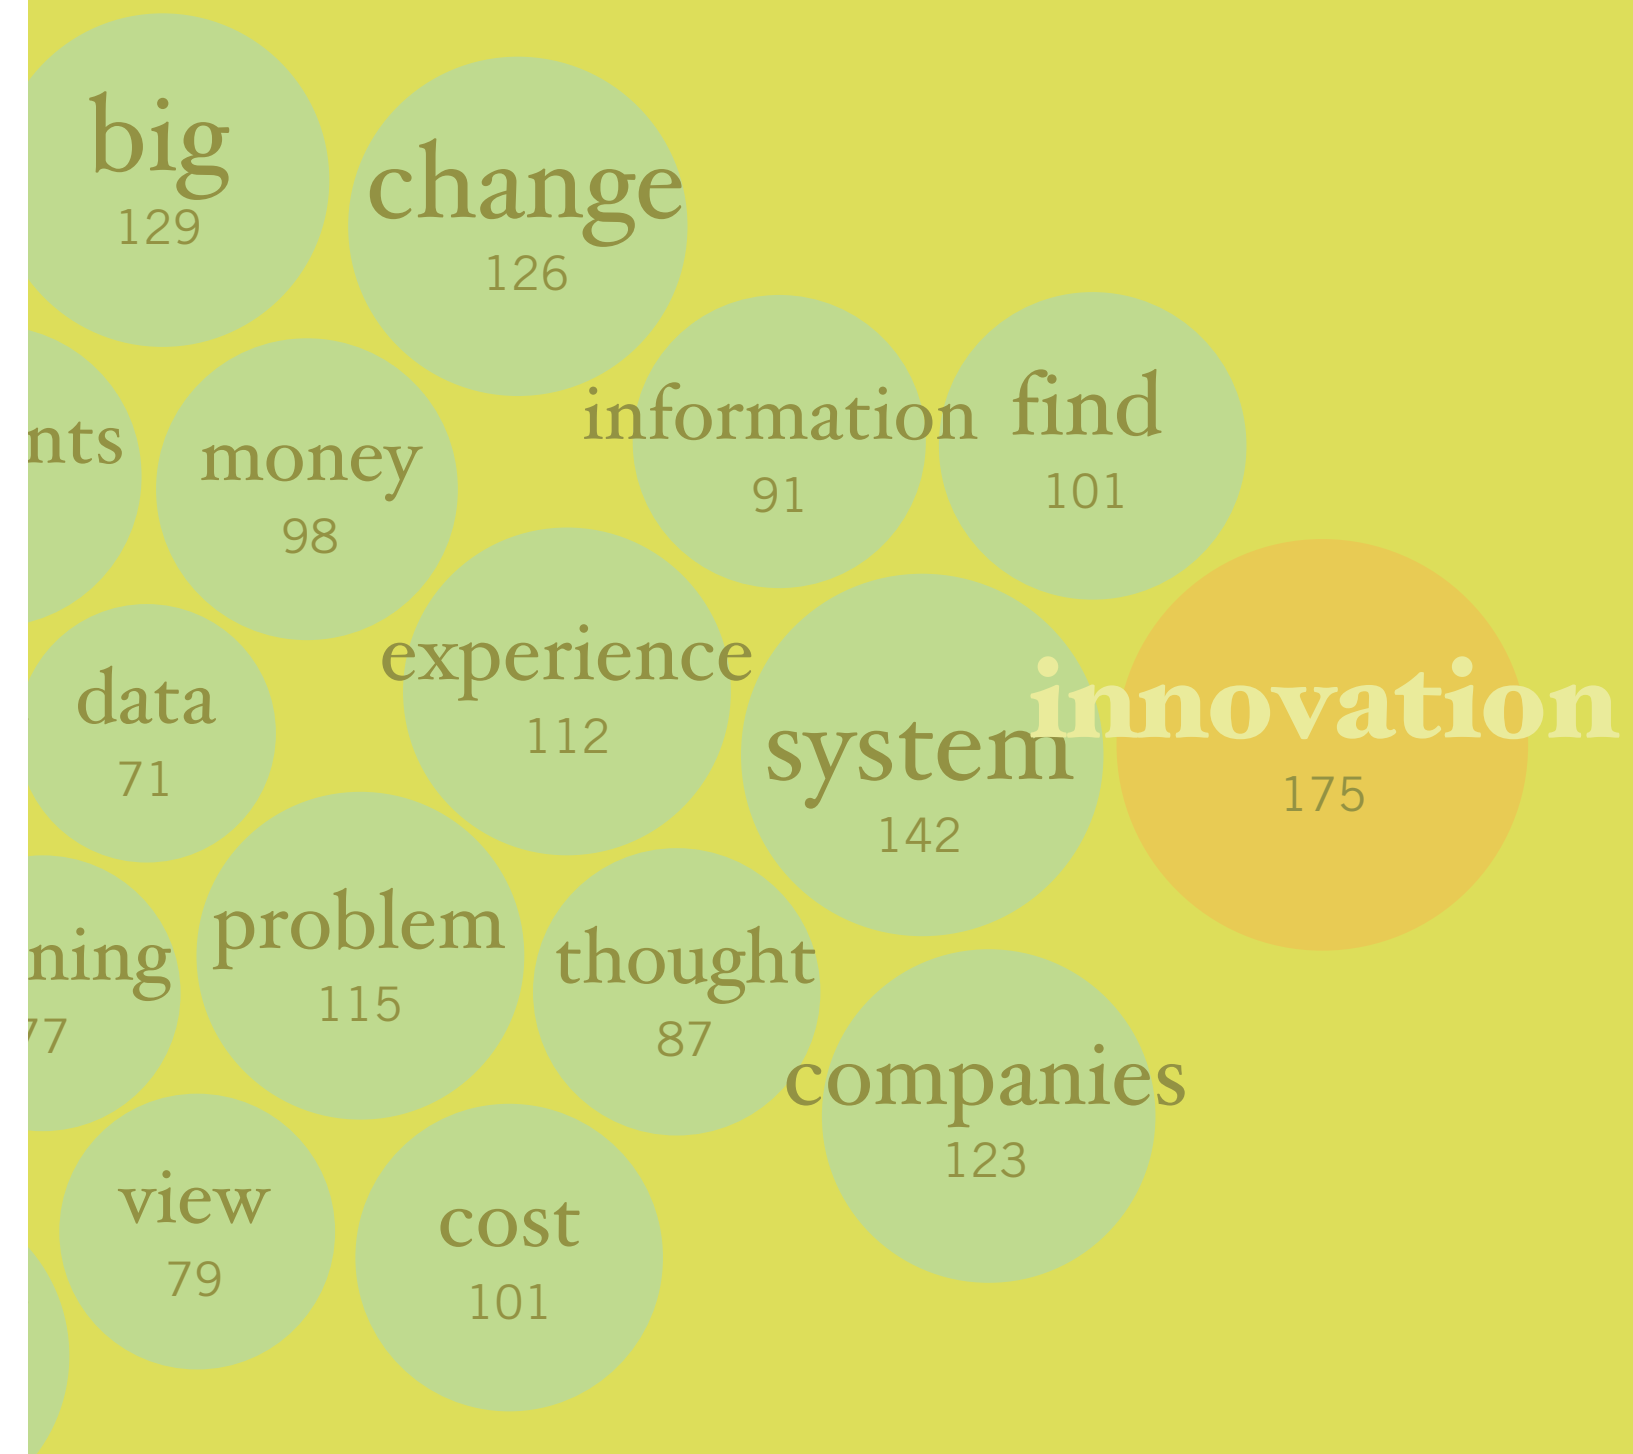 big
129
change
126
information
91
find
101
nts
money
98
experience
112
innovation
175
data
71
system
142
problem
115
thought
87
ning
77
companies
123
view
79
cost
101